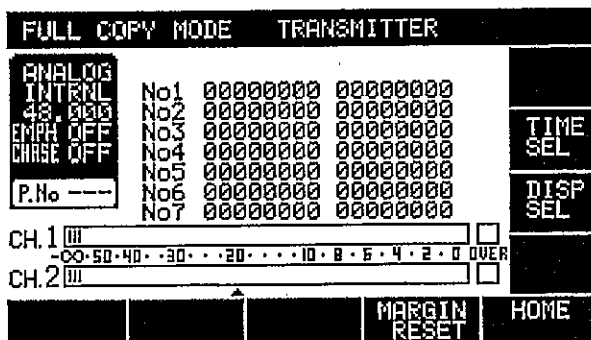 FULL COPY MODE TRANSMITTER
ANALOG
INTRNL
48.000
EMPH OFF
CHASE OFF
P.No ---
No1 00000000 00000000
No2 00000000 00000000
No3 00000000 00000000
No4 00000000 00000000
No5 00000000 00000000
No6 00000000 00000000
No7 00000000 00000000
TIME
SEL
DISP
SEL
CH.1
-∞·50·40· ·30· · ·20· · · ·10· 8 · 6 · 4 · 2 · 0 OVER
CH.2
MARGIN
RESET
HOME